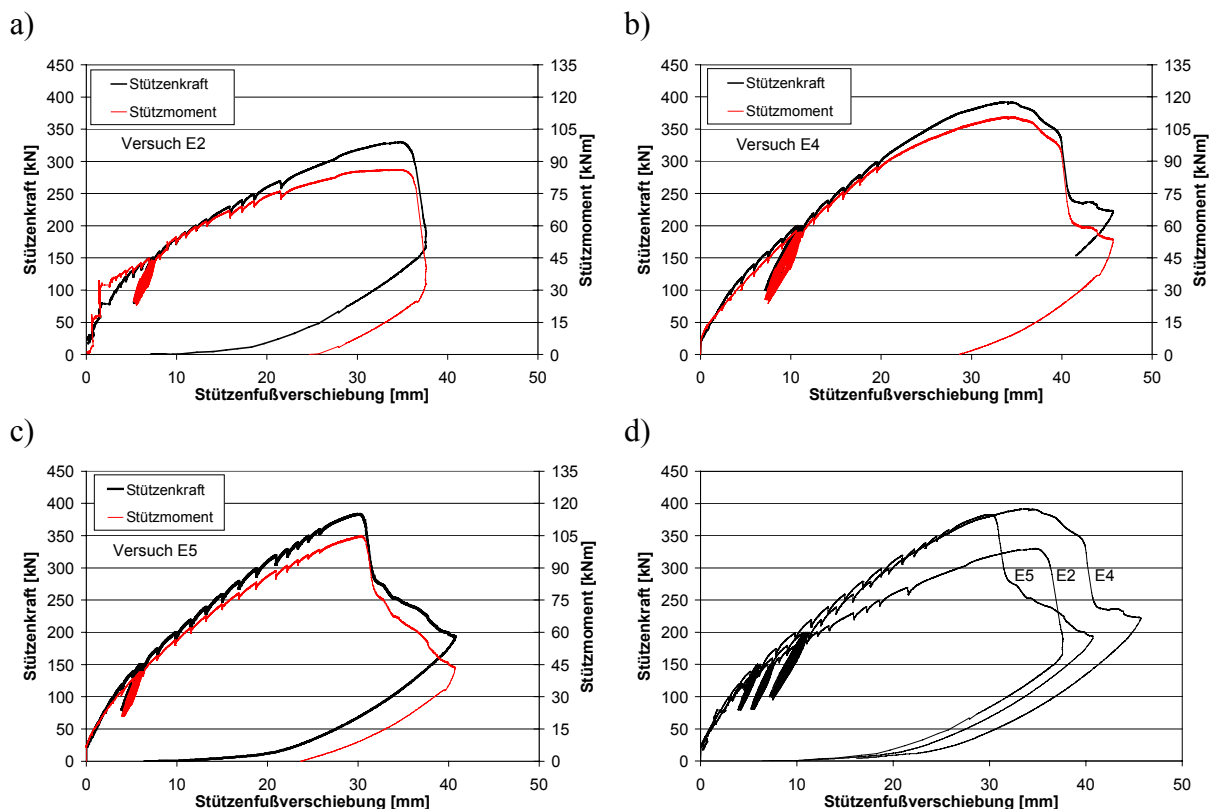 a)
450
400
350
300
250
200
150
100
50
0
Stützenkraft [kN]
Stützenkraft
Stützmoment
Versuch E2
135
120
105
90
75
60
45
30
15
0
Stützmoment [kNm]
0 10 20 30 40 50
Stützenfußverschiebung [mm]
b)
450
400
350
300
250
200
150
100
50
0
Stützenkraft [kN]
Stützenkraft
Stützmoment
Versuch E4
135
120
105
90
75
60
45
30
15
0
Stützmoment [kNm]
0 10 20 30 40 50
Stützenfußverschiebung [mm]
c)
450
400
350
300
250
200
150
100
50
0
Stützenkraft [kN]
Stützenkraft
Stützmoment
Versuch E5
135
120
105
90
75
60
45
30
15
0
Stützmoment [kNm]
0 10 20 30 40 50
Stützenfußverschiebung [mm]
d)
450
400
350
300
250
200
150
100
50
0
Stützenkraft [kN]
E5 E2 E4
0 10 20 30 40 50
Stützenfußverschiebung [mm]